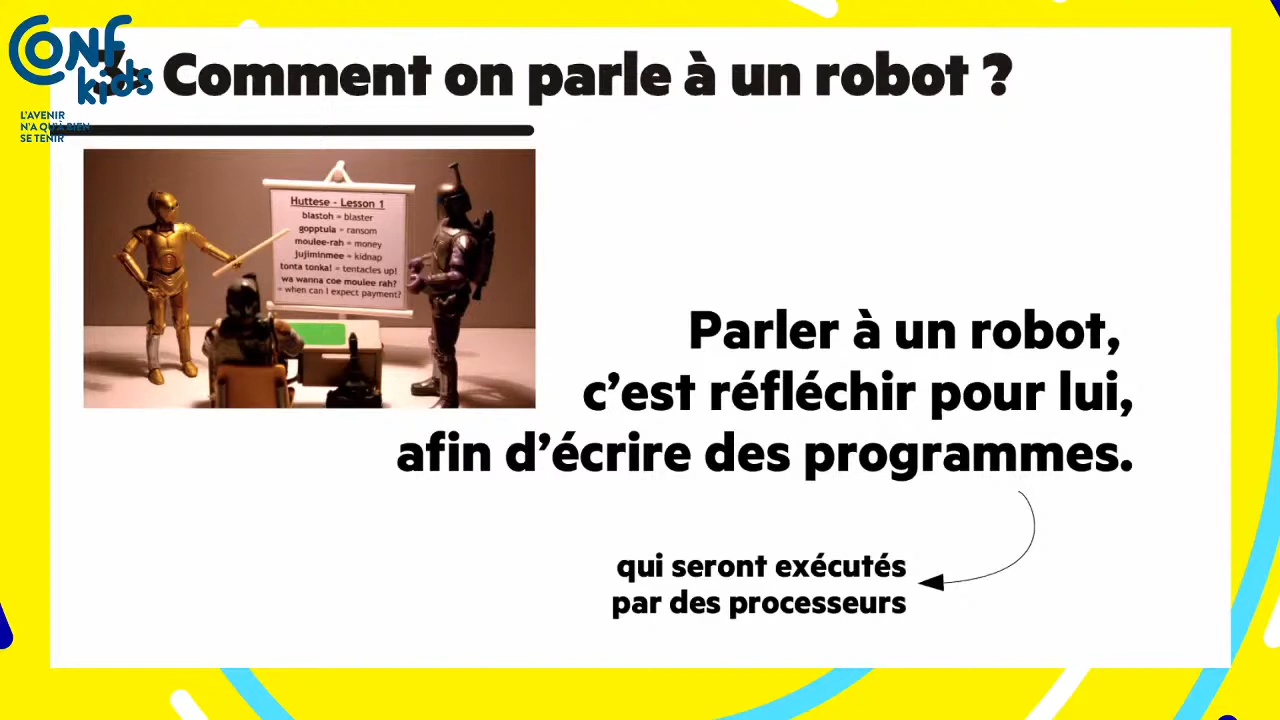 CONF
kids
L'AVENIR
N'A QU'À BIEN
SE TENIR
3. Comment on parle à un robot ?
Huttese - Lesson 1
blastoh = blaster
gopptula = ransom
moulee-rah = money
jujiminmee = kidnap
tonta tonka! = tentacles up!
wa wanna coe moulee rah?
= when can I expect payment?
Parler à un robot,
c’est réfléchir pour lui,
afin d’écrire des programmes.
qui seront exécutés
par des processeurs